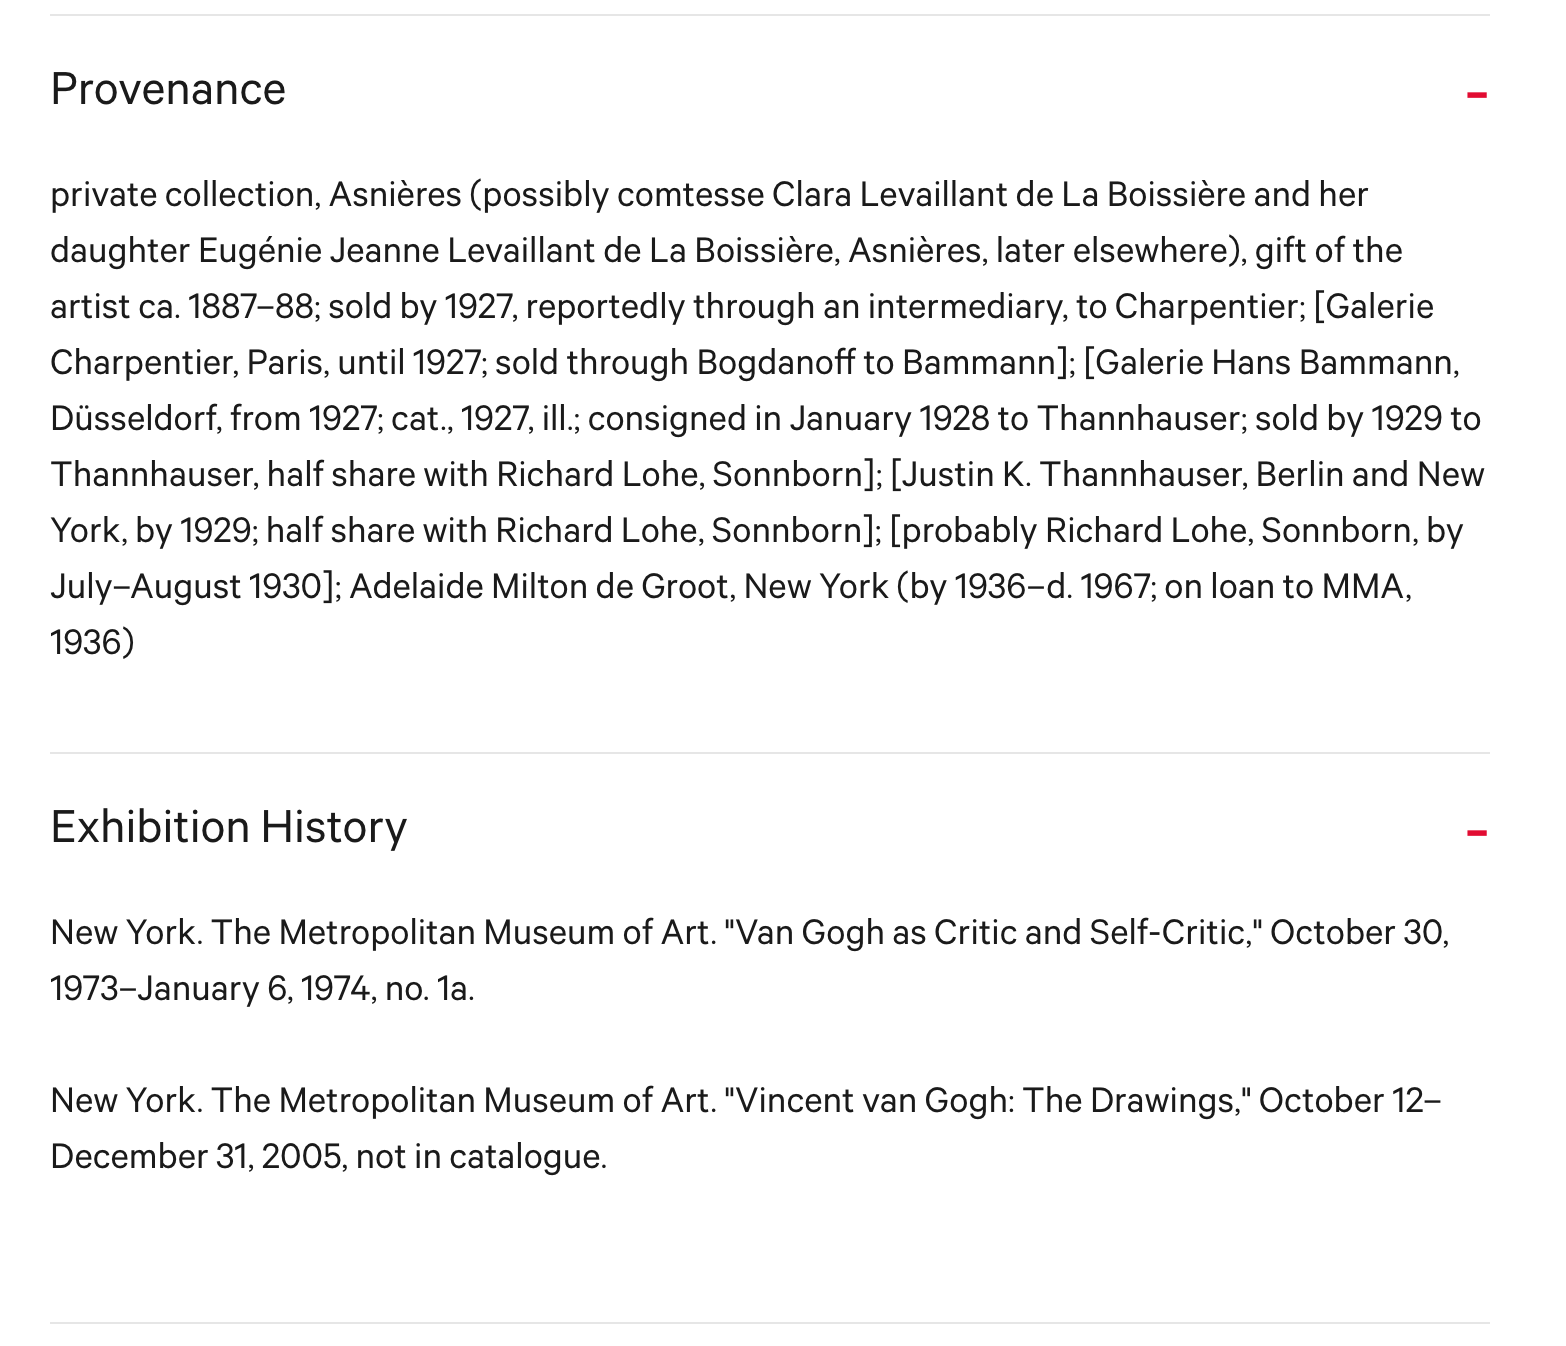 Provenance
private collection, Asnières (possibly comtesse Clara Levaillant de La Boissière and her
daughter Eugénie Jeanne Levaillant de La Boissière, Asnières, later elsewhere), gift of the
artist ca. 1887–88; sold by 1927, reportedly through an intermediary, to Charpentier; [Galerie
Charpentier, Paris, until 1927; sold through Bogdanoff to Bammann]; [Galerie Hans Bammann,
Düsseldorf, from 1927; cat., 1927, ill.; consigned in January 1928 to Thannhauser; sold by 1929 to
Thannhauser, half share with Richard Lohe, Sonnborn]; [Justin K. Thannhauser, Berlin and New
York, by 1929; half share with Richard Lohe, Sonnborn]; [probably Richard Lohe, Sonnborn, by
July–August 1930]; Adelaide Milton de Groot, New York (by 1936–d. 1967; on loan to MMA,
1936)
Exhibition History
New York. The Metropolitan Museum of Art. "Van Gogh as Critic and Self-Critic," October 30,
1973–January 6, 1974, no. 1a.
New York. The Metropolitan Museum of Art. "Vincent van Gogh: The Drawings," October 12–
December 31, 2005, not in catalogue.